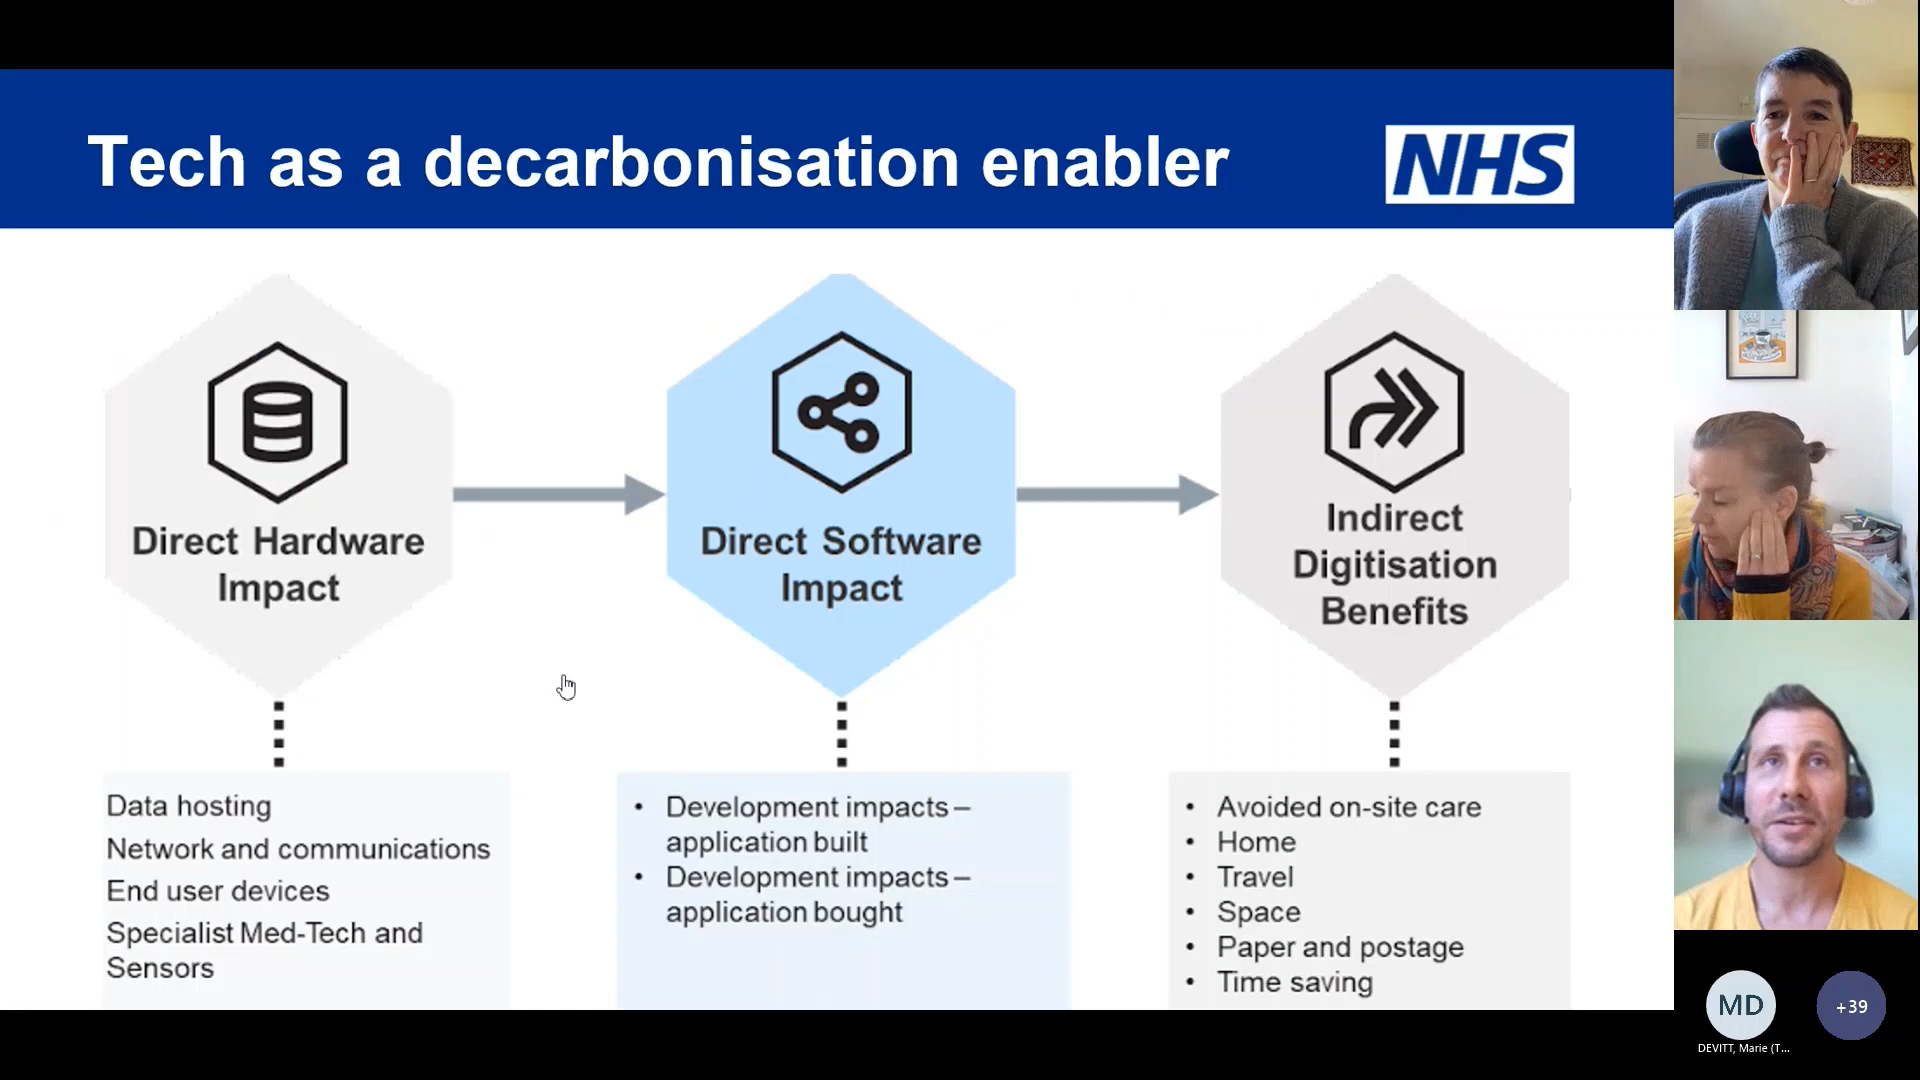 Tech as a decarbonisation enabler
NHS
Direct Hardware
Impact
Direct Software
Impact
Indirect
Digitisation
Benefits
Data hosting
Network and communications
End user devices
Specialist Med-Tech and
Sensors
• Development impacts –
application built
• Development impacts –
application bought
• Avoided on-site care
• Home
• Travel
• Space
• Paper and postage
• Time saving
MD
+39
DEVITT, Marie (T...